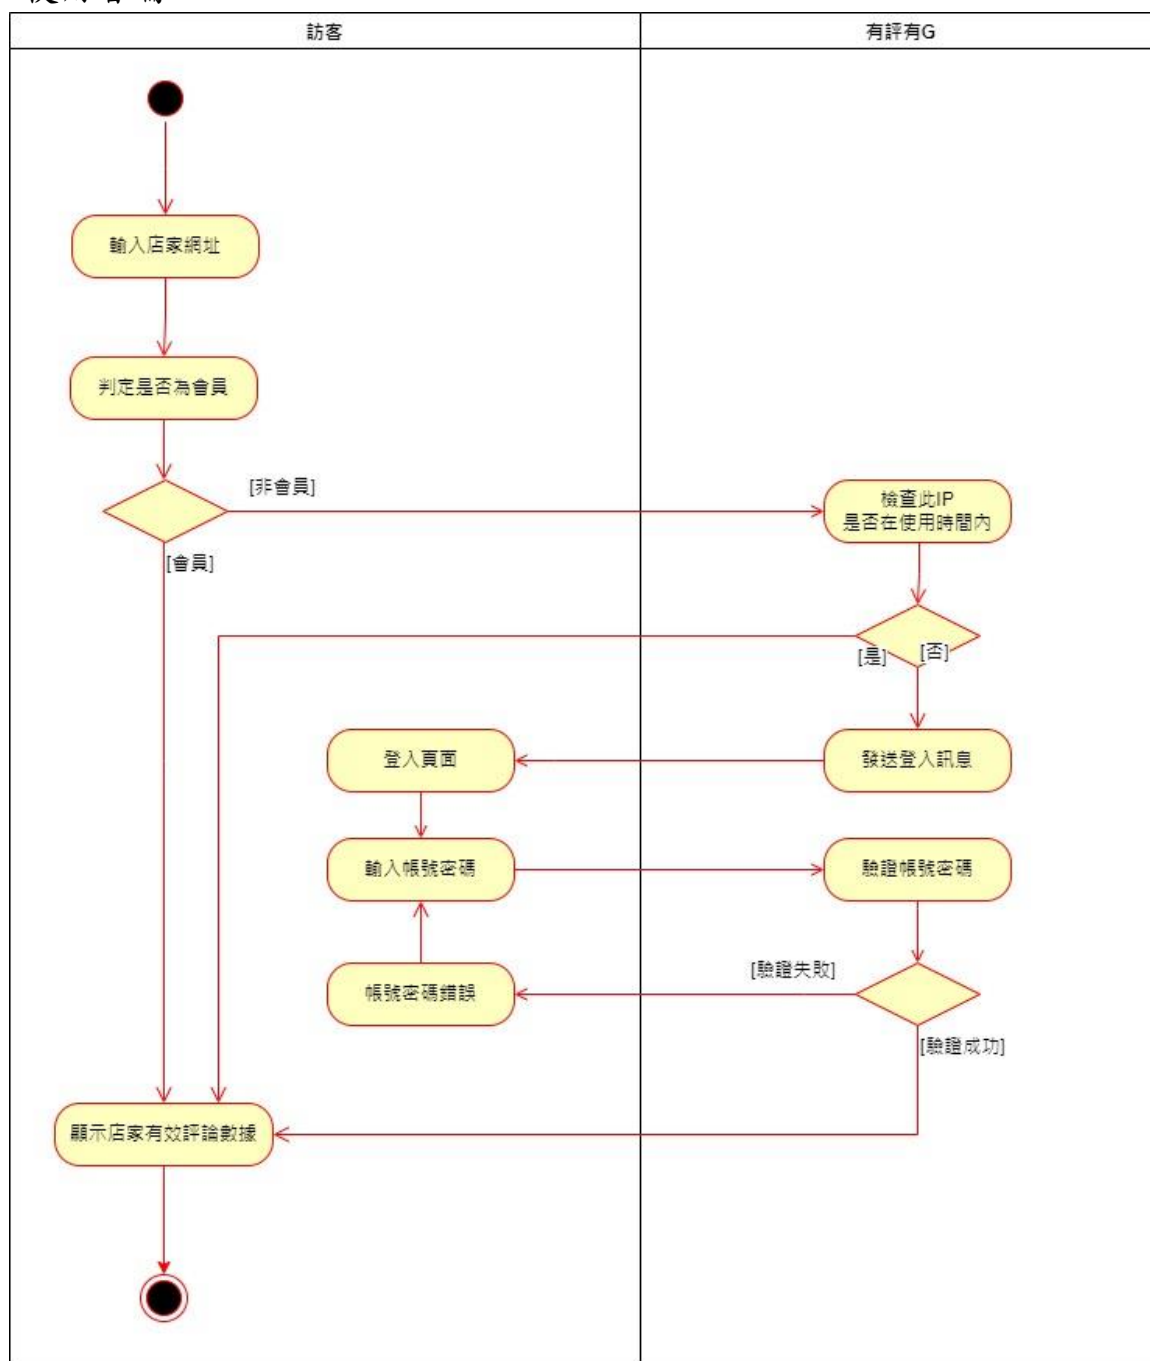 訪客
有評有G
輸入店家網址
判定是否為會員
[非會員]
檢查此IP
是否在使用時間內
[會員]
[是]
[否]
登入頁面
發送登入訊息
輸入帳號密碼
驗證帳號密碼
[驗證失敗]
帳號密碼錯誤
[驗證成功]
顯示店家有效評論數據